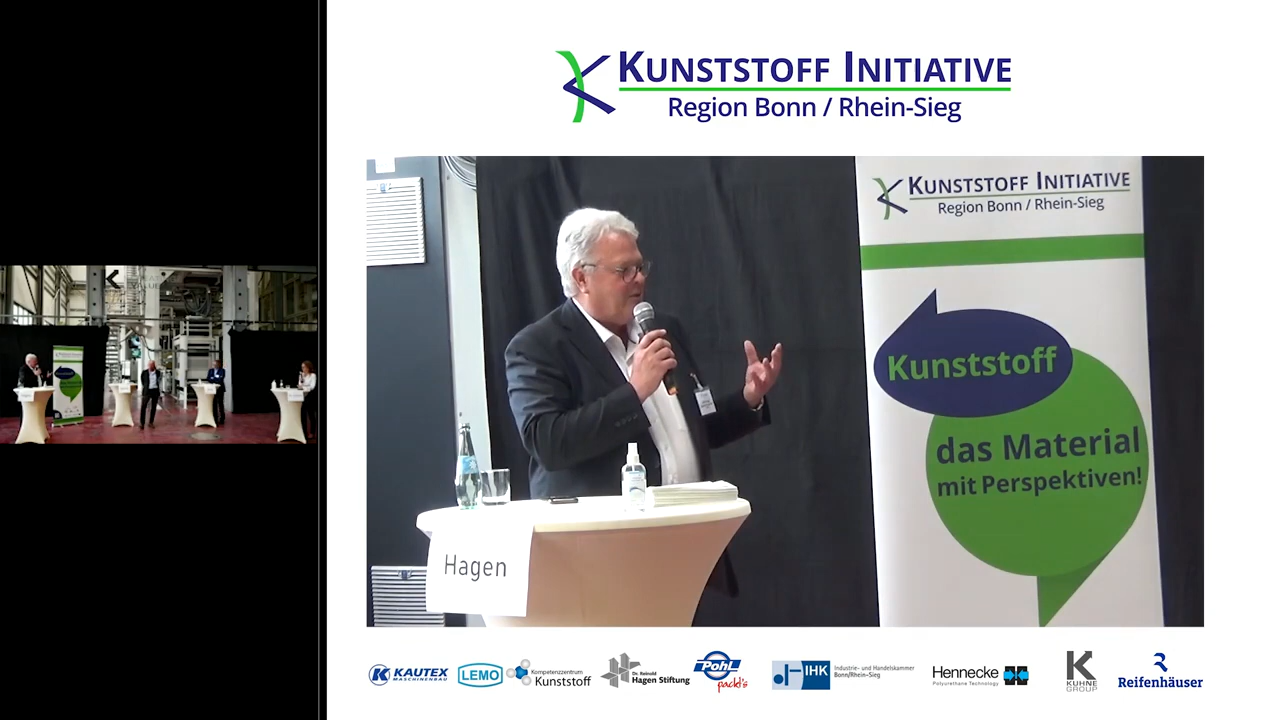 KUNSTSTOFF INITIATIVE
Region Bonn / Rhein-Sieg
KUNSTSTOFF INITIATIVE
Region Bonn / Rhein-Sieg
Kunststoff
das Material
mit Perspektiven!
Hagen
KAUTEX
MASCHINENBAU
LEMO
Kompetenzzentrum
Kunststoff
Dr. Reinold
Hagen Stiftung
Pohl
packt's
IHK
Industrie- und Handelskammer
Bonn/Rhein-Sieg
Hennecke
Polyurethane Technology
K
KUHNE
GROUP
Reifenhäuser